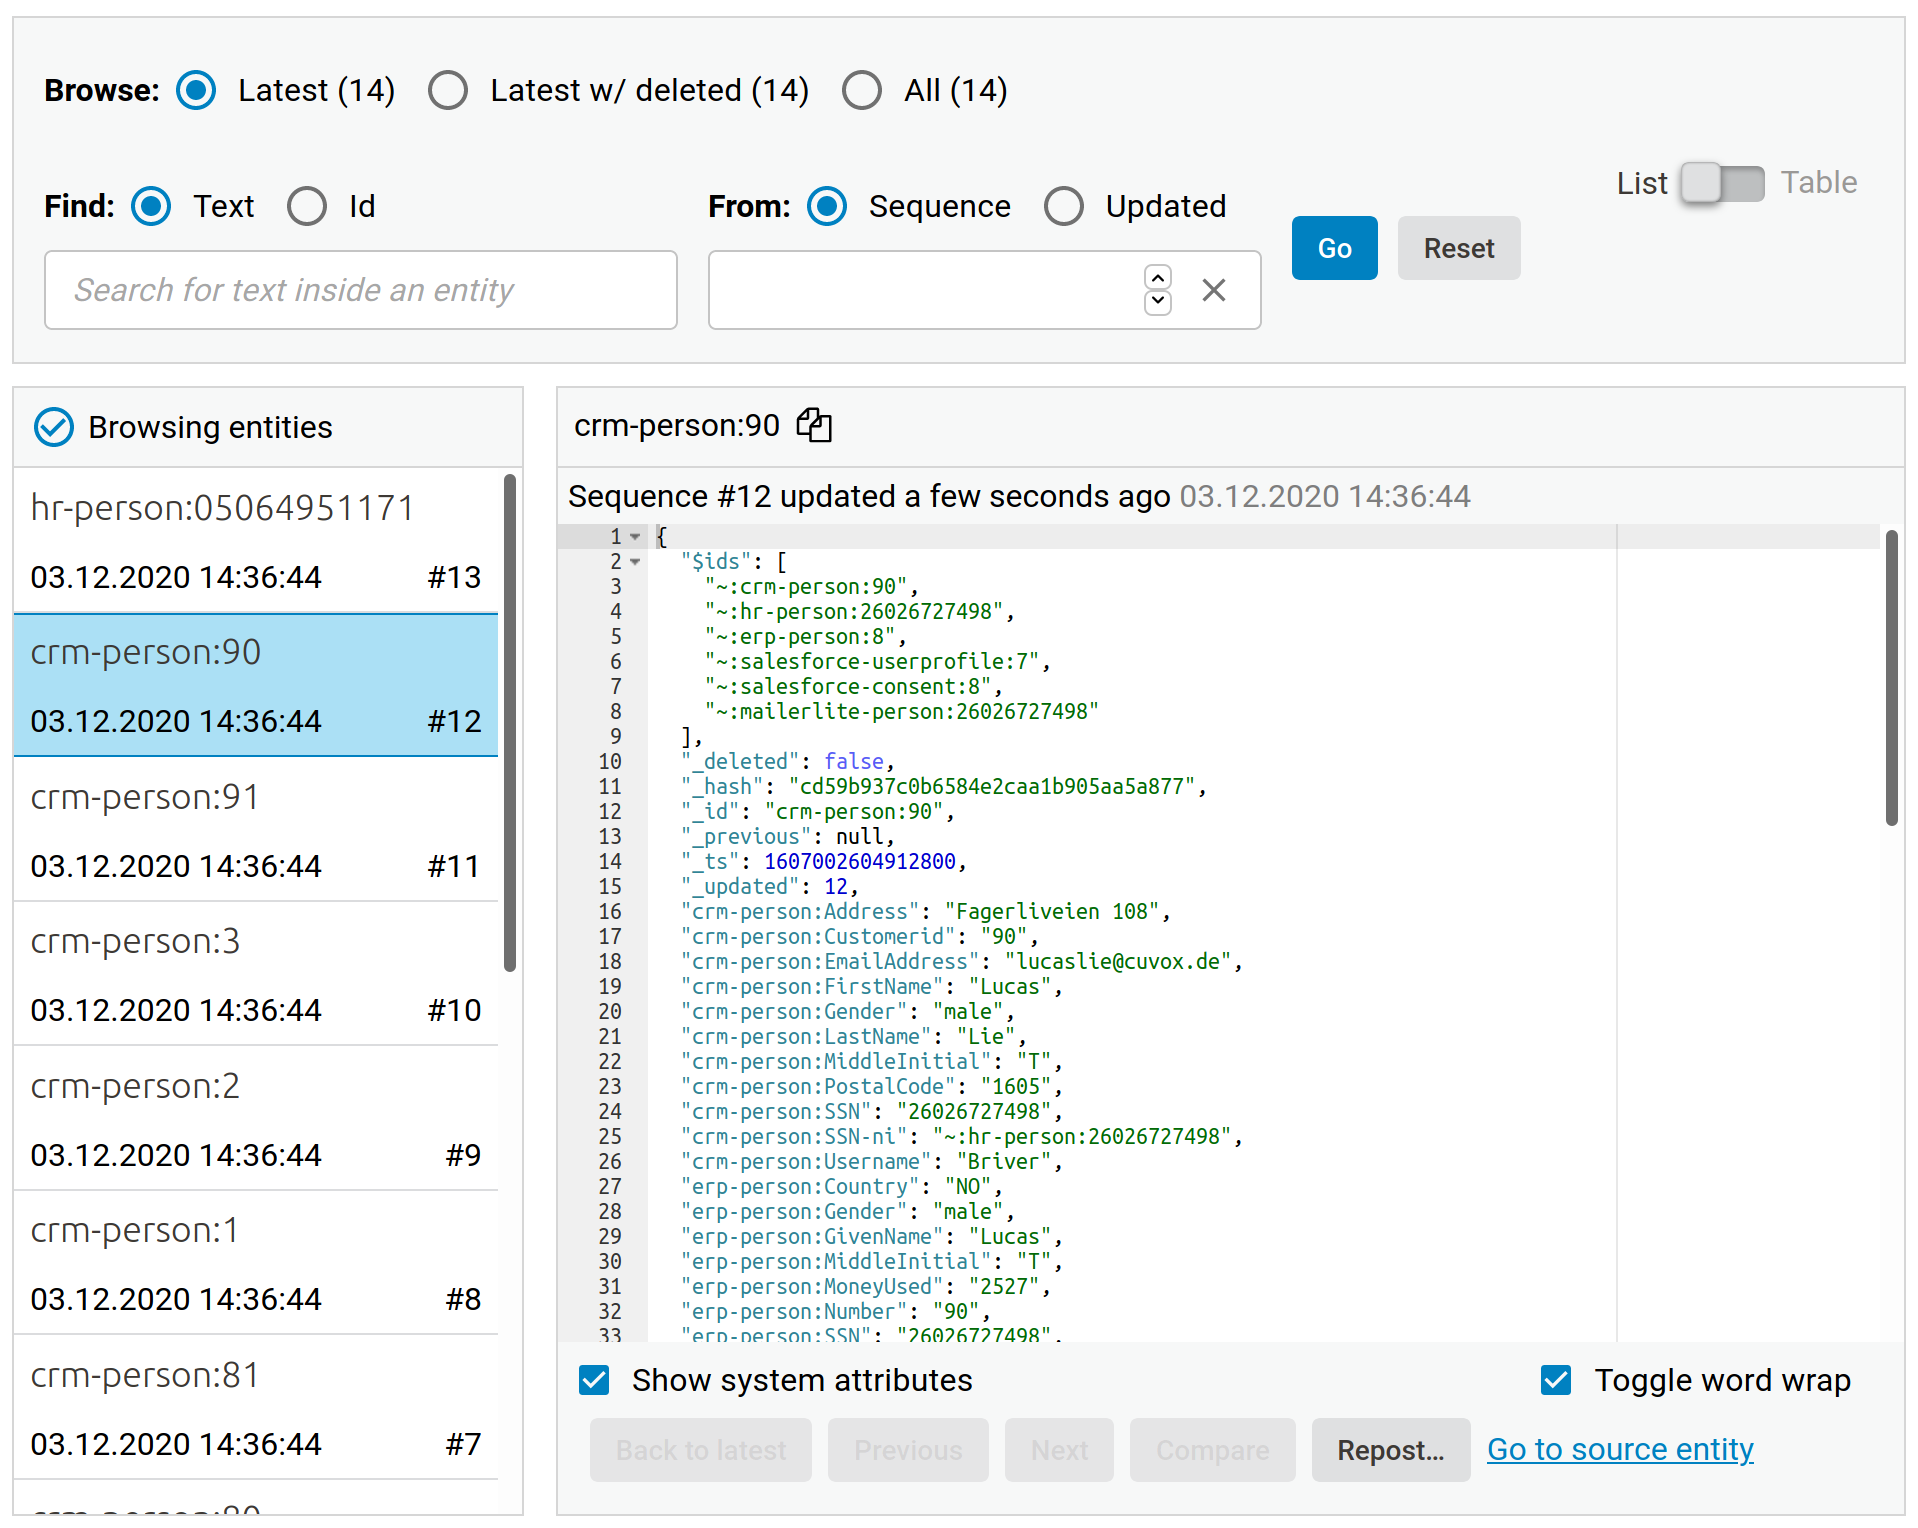 Browse: Latest (14) Latest w/ deleted (14) All (14)
List Table
Find: Text Id From: Sequence Updated
Go Reset
Search for text inside an entity
Browsing entities
hr-person:05064951171
03.12.2020 14:36:44 #13
crm-person:90
03.12.2020 14:36:44 #12
crm-person:91
03.12.2020 14:36:44 #11
crm-person:3
03.12.2020 14:36:44 #10
crm-person:2
03.12.2020 14:36:44 #9
crm-person:1
03.12.2020 14:36:44 #8
crm-person:81
03.12.2020 14:36:44 #7
crm-person:90
Sequence #12 updated a few seconds ago 03.12.2020 14:36:44
1 {
2 "$ids": [
3 "~:crm-person:90",
4 "~:hr-person:26026727498",
5 "~:erp-person:8",
6 "~:salesforce-userprofile:7",
7 "~:salesforce-consent:8",
8 "~:mailerlite-person:26026727498"
9 ],
10 "_deleted": false,
11 "_hash": "cd59b937c0b6584e2caa1b905aa5a877",
12 "_id": "crm-person:90",
13 "_previous": null,
14 "_ts": 1607002604912800,
15 "_updated": 12,
16 "crm-person:Address": "Fagerliveien 108",
17 "crm-person:Customerid": "90",
18 "crm-person:EmailAddress": "lucaslie@cuvox.de",
19 "crm-person:FirstName": "Lucas",
20 "crm-person:Gender": "male",
21 "crm-person:LastName": "Lie",
22 "crm-person:MiddleInitial": "T",
23 "crm-person:PostalCode": "1605",
24 "crm-person:SSN": "26026727498",
25 "crm-person:SSN-ni": "~:hr-person:26026727498",
26 "crm-person:Username": "Briver",
27 "erp-person:Country": "NO",
28 "erp-person:Gender": "male",
29 "erp-person:GivenName": "Lucas",
30 "erp-person:MiddleInitial": "T",
31 "erp-person:MoneyUsed": "2527",
32 "erp-person:Number": "90",
33 "erp-person:SSN": "26026727498",
Show system attributes Toggle word wrap
Back to latest Previous Next Compare Repost... Go to source entity